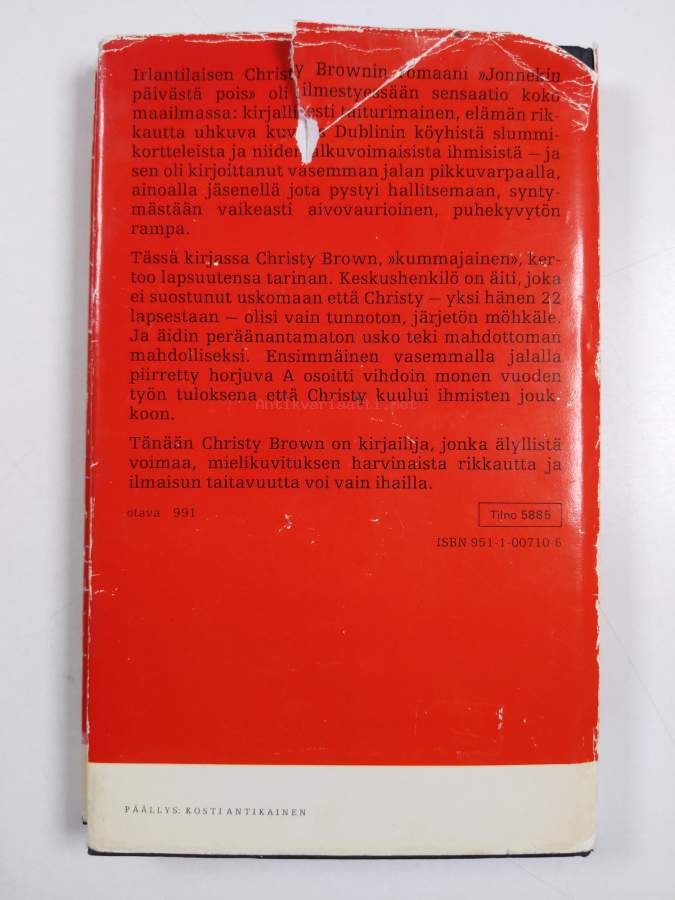 Irlantilaisen Christy Brownin romaani »Jonnekin
päivästä pois» oli ilmestyessään sensaatio koko
maailmassa: kirjallisesti taiturimainen, elämän rik-
kautta uhkuva kuvaus Dublinin köyhistä slummi-
kortteleista ja niiden alkuvoimaisista ihmisistä – ja
sen oli kirjoittanut vasemman jalan pikkuvarpaalla,
ainoalla jäsenellä jota pystyi hallitsemaan, synty-
mästään vaikeasti aivovaurioinen, puhekyvytön
rampa.
Tässä kirjassa Christy Brown, »kummajainen», ker-
too lapsuutensa tarinan. Keskushenkilö on äiti, joka
ei suostunut uskomaan että Christy – yksi hänen 22
lapsestaan – olisi vain tunnoton, järjetön möhkäle.
Ja äidin peräänantamaton usko teki mahdottoman
mahdolliseksi. Ensimmäinen vasemmalla jalalla
piirretty horjuva A osoitti vihdoin monen vuoden
työn tuloksena että Christy kuului ihmisten jouk-
koon.
Antikvariaatti.net
Tänään Christy Brown on kirjailija, jonka älyllistä
voimaa, mielikuvituksen harvinaista rikkautta ja
ilmaisun taitavuutta voi vain ihailla.
otava 991
Tilno 5885
ISBN 951-1-00710-6
PÄÄLLYS: KOSTI ANTIKAINEN